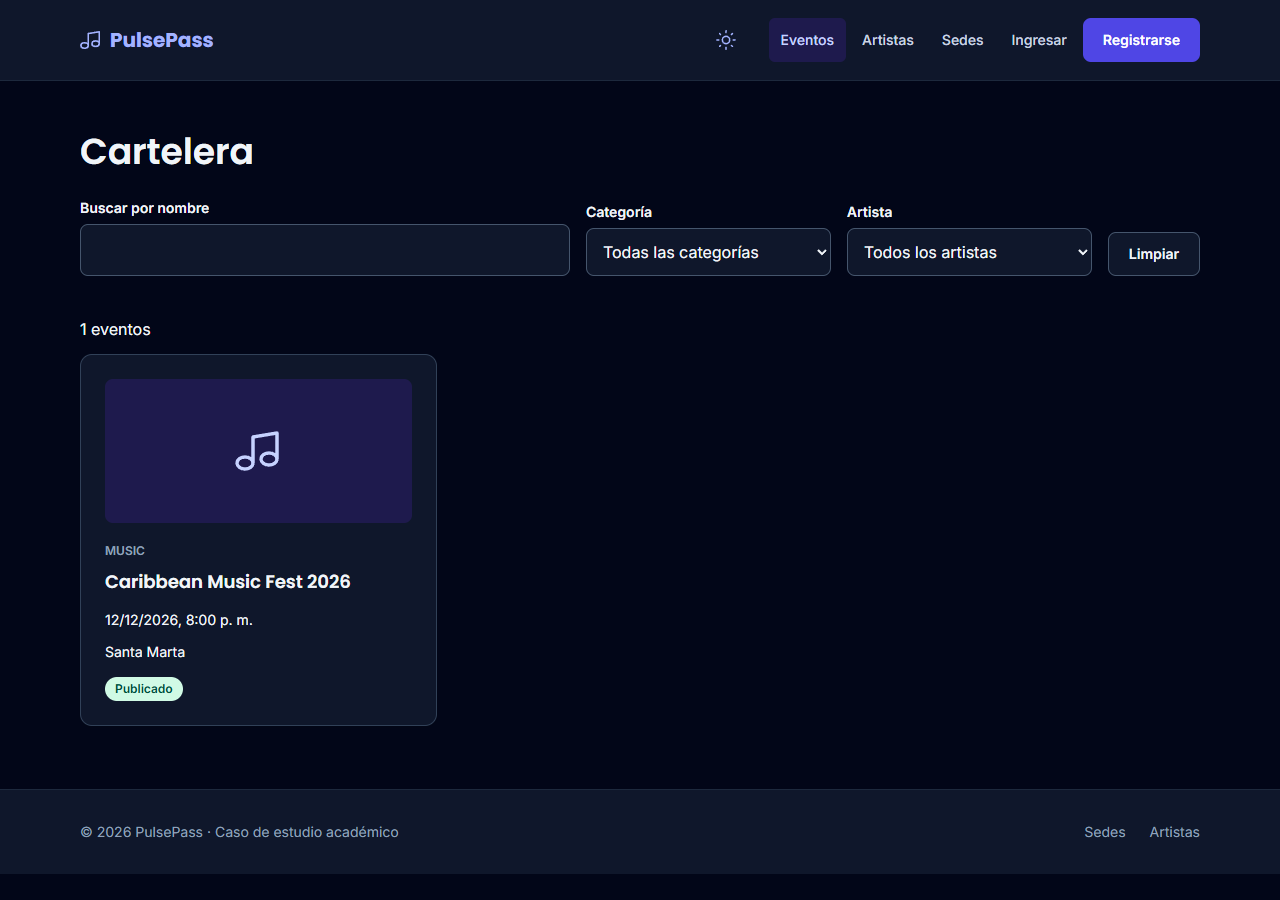 PulsePass
Eventos Artistas Sedes Ingresar Registrarse
Cartelera
Buscar por nombre
Categoría
Todas las categorías
Artista
Todos los artistas
Limpiar
1 eventos
MUSIC
Caribbean Music Fest 2026
12/12/2026, 8:00 p. m.
Santa Marta
Publicado
© 2026 PulsePass · Caso de estudio académico
Sedes Artistas